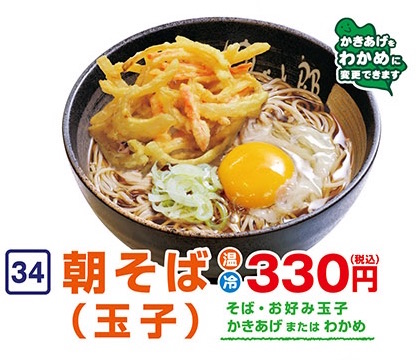 かきあげを
わかめに
変更できます
34
朝そば
温
冷
330円
(税込)
(玉子)
そば・お好み玉子
かきあげ または わかめ